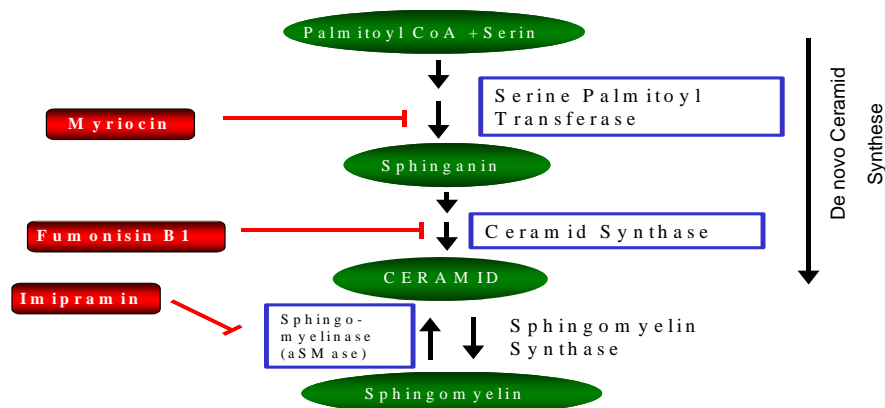 Palmitoyl CoA +Serin
Serine Palmitoyl
Transferase
Myriocin
Sphinganin
De novo Ceramid
Synthese
Fumonisin B1
Ceramid Synthase
CERAMID
Imipramin
Sphingo-
myelinase
(aSMase)
Sphingomyelin
Synthase
Sphingomyelin